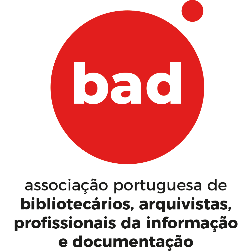 bad
associação portuguesa de
bibliotecários, arquivistas,
profissionais da informação
e documentação